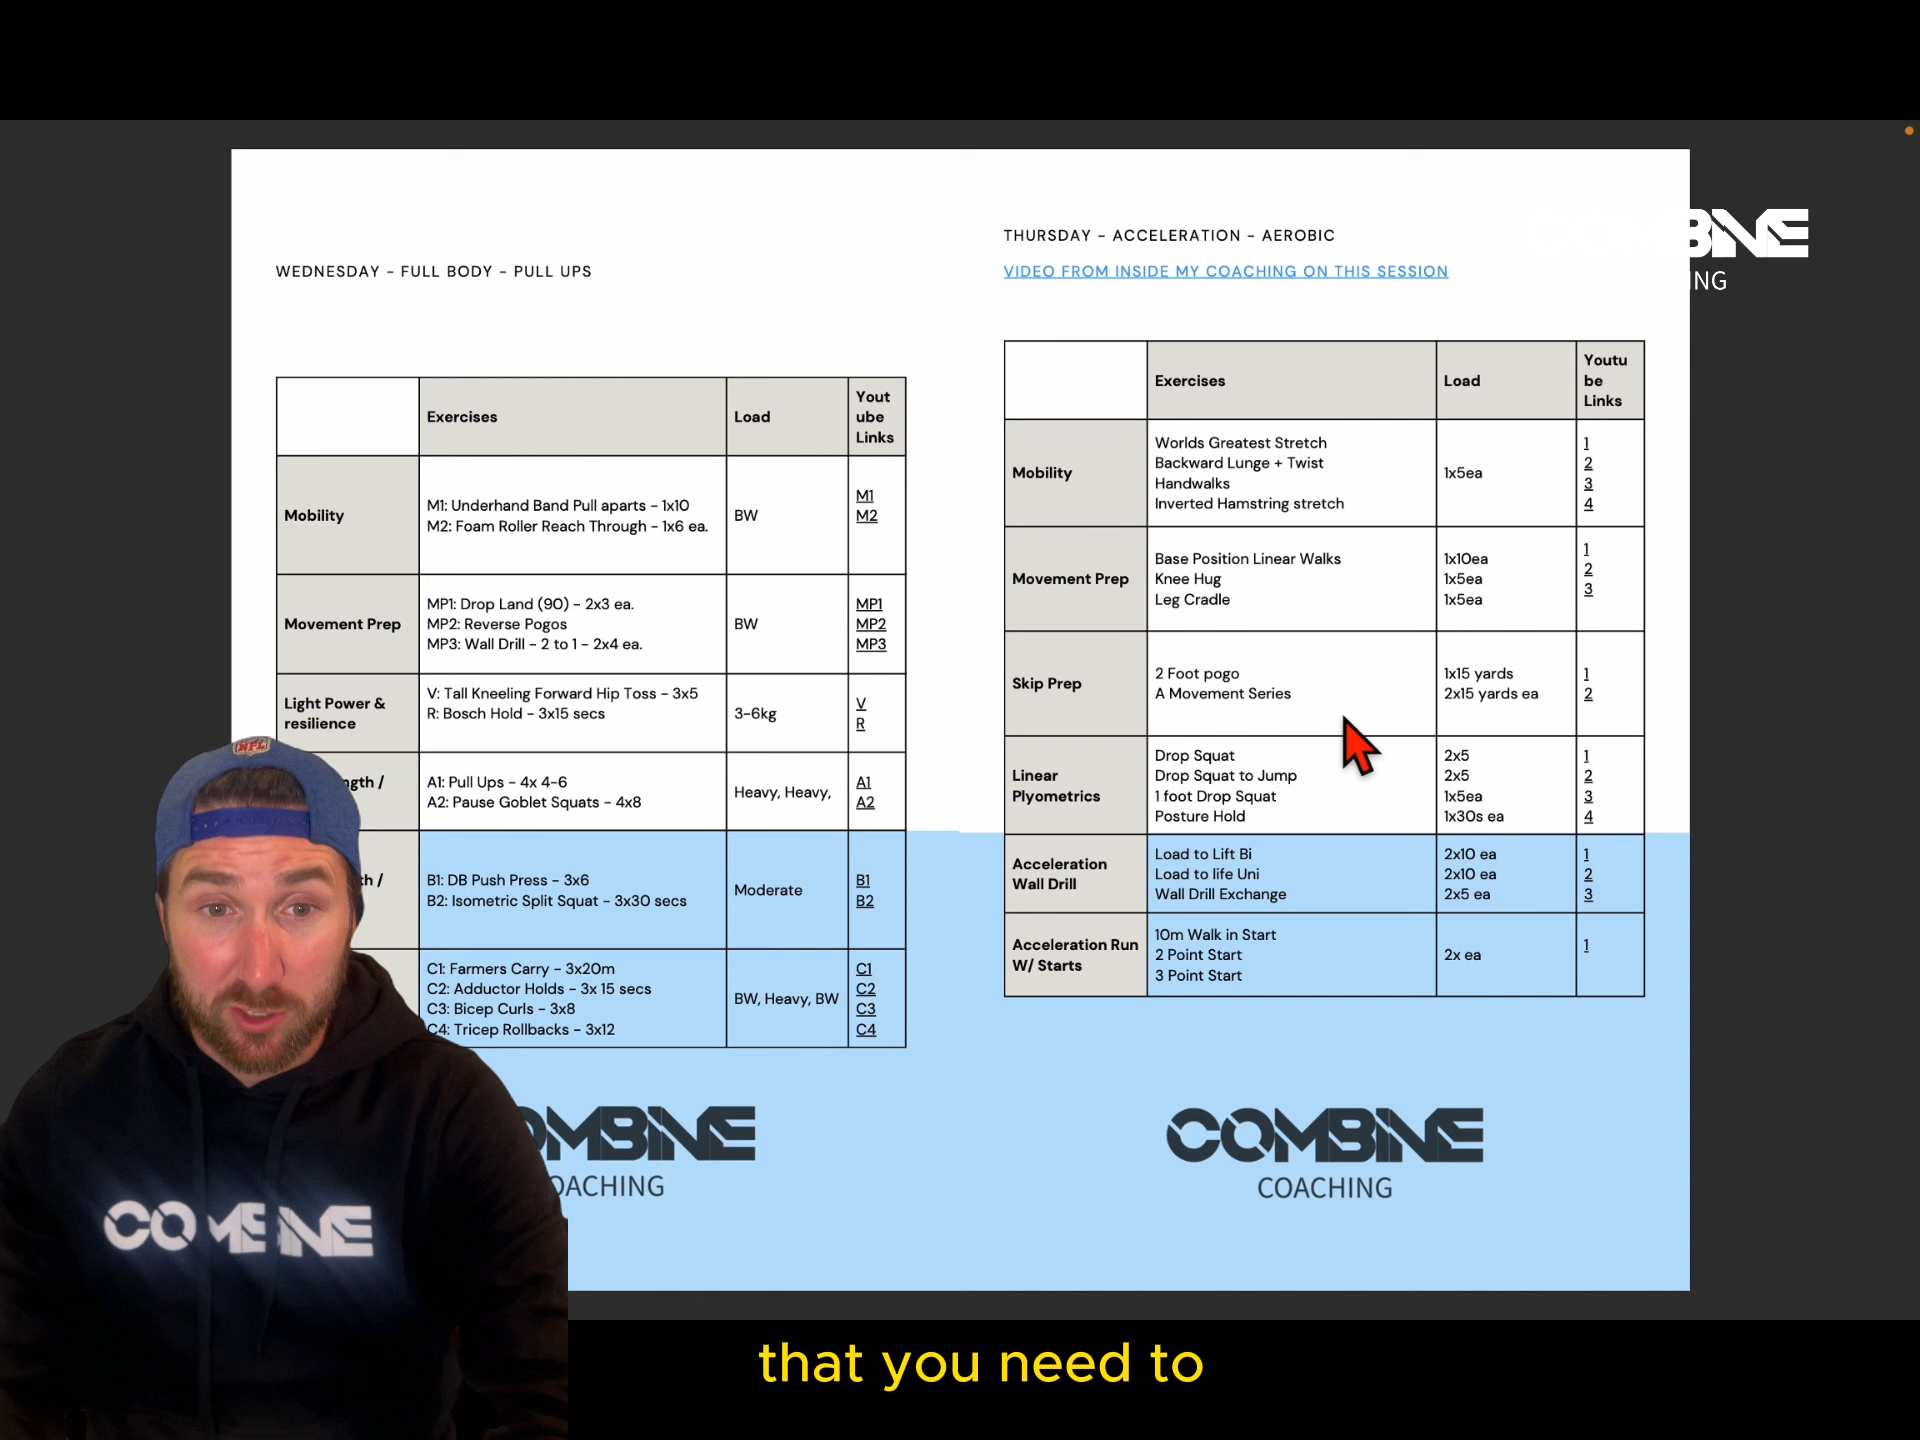 WEDNESDAY - FULL BODY - PULL UPS
Exercises
Load
Yout
ube
Links
Mobility
M1: Underhand Band Pull aparts - 1x10
M2: Foam Roller Reach Through - 1x6 ea.
BW
M1
M2
Movement Prep
MP1: Drop Land (90) - 2x3 ea.
MP2: Reverse Pogos
MP3: Wall Drill - 2 to 1 - 2x4 ea.
BW
MP1
MP2
MP3
Light Power &
resilience
V: Tall Kneeling Forward Hip Toss - 3x5
R: Bosch Hold - 3x15 secs
3-6kg
V
R
A1: Pull Ups - 4x 4-6
A2: Pause Goblet Squats - 4x8
Heavy, Heavy,
A1
A2
B1: DB Push Press - 3x6
B2: Isometric Split Squat - 3x30 secs
Moderate
B1
B2
C1: Farmers Carry - 3x20m
C2: Adductor Holds - 3x 15 secs
C3: Bicep Curls - 3x8
C4: Tricep Rollbacks - 3x12
BW, Heavy, BW
C1
C2
C3
C4
THURSDAY - ACCELERATION - AEROBIC
VIDEO FROM INSIDE MY COACHING ON THIS SESSION
Exercises
Load
Youtu
be
Links
Mobility
Worlds Greatest Stretch
Backward Lunge + Twist
Handwalks
Inverted Hamstring stretch
1x5ea
1
2
3
4
Movement Prep
Base Position Linear Walks
Knee Hug
Leg Cradle
1x10ea
1x5ea
1x5ea
1
2
3
Skip Prep
2 Foot pogo
A Movement Series
1x15 yards
2x15 yards ea
1
2
Linear
Plyometrics
Drop Squat
Drop Squat to Jump
1 foot Drop Squat
Posture Hold
2x5
2x5
1x5ea
1x30s ea
1
2
3
4
Acceleration
Wall Drill
Load to Lift Bi
Load to life Uni
Wall Drill Exchange
2x10 ea
2x10 ea
2x5 ea
1
2
3
Acceleration Run
W/ Starts
10m Walk in Start
2 Point Start
3 Point Start
2x ea
1
COMBINE
COACHING
NFL
COMBINE
that you need to